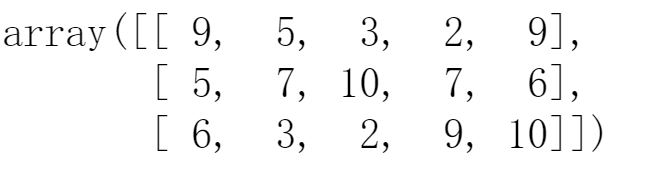 array([[ 9,  5,  3,  2,  9],
       [ 5,  7, 10,  7,  6],
       [ 6,  3,  2,  9, 10]])